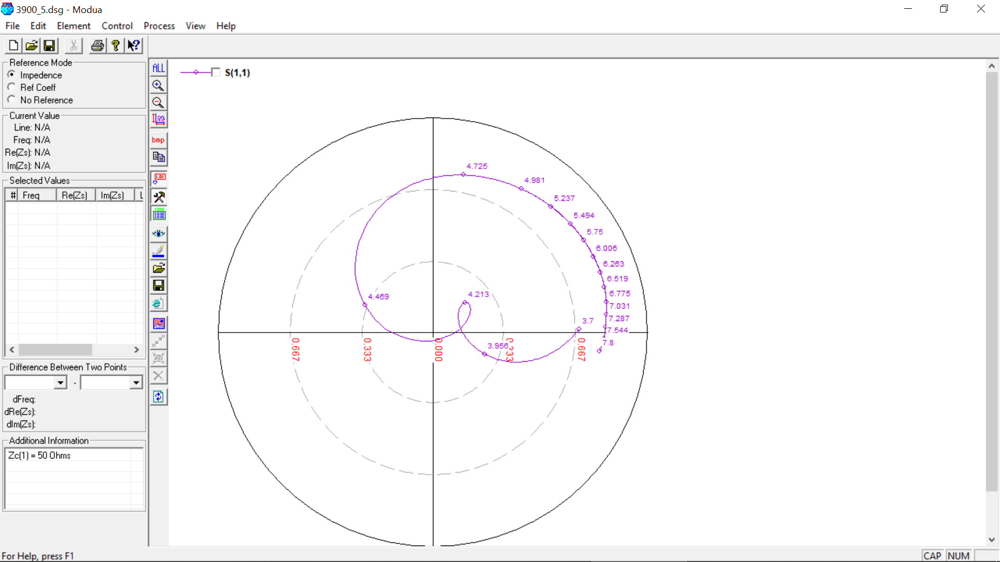 3900_5.dsg - Modua
File Edit Element Control Process View Help
Reference Mode
Impedence
Ref Coeff
No Reference
Current Value
Line: N/A
Freq: N/A
Re(Zs): N/A
Im(Zs): N/A
Selected Values
# Freq Re(Zs) Im(Zs) L
Difference Between Two Points
-
dFreq:
dRe(Zs):
dIm(Zs):
Additional Information
Zc(1) = 50 Ohms
ALL
bmp
1.01
S(1,1)
4.725
4.981
5.237
5.494
5.75
6.006
6.263
6.519
6.775
7.031
7.287
7.544
7.8
4.469
4.213
3.7
3.956
0.667
0.333
0.000
0.333
0.667
For Help, press F1
CAP NUM